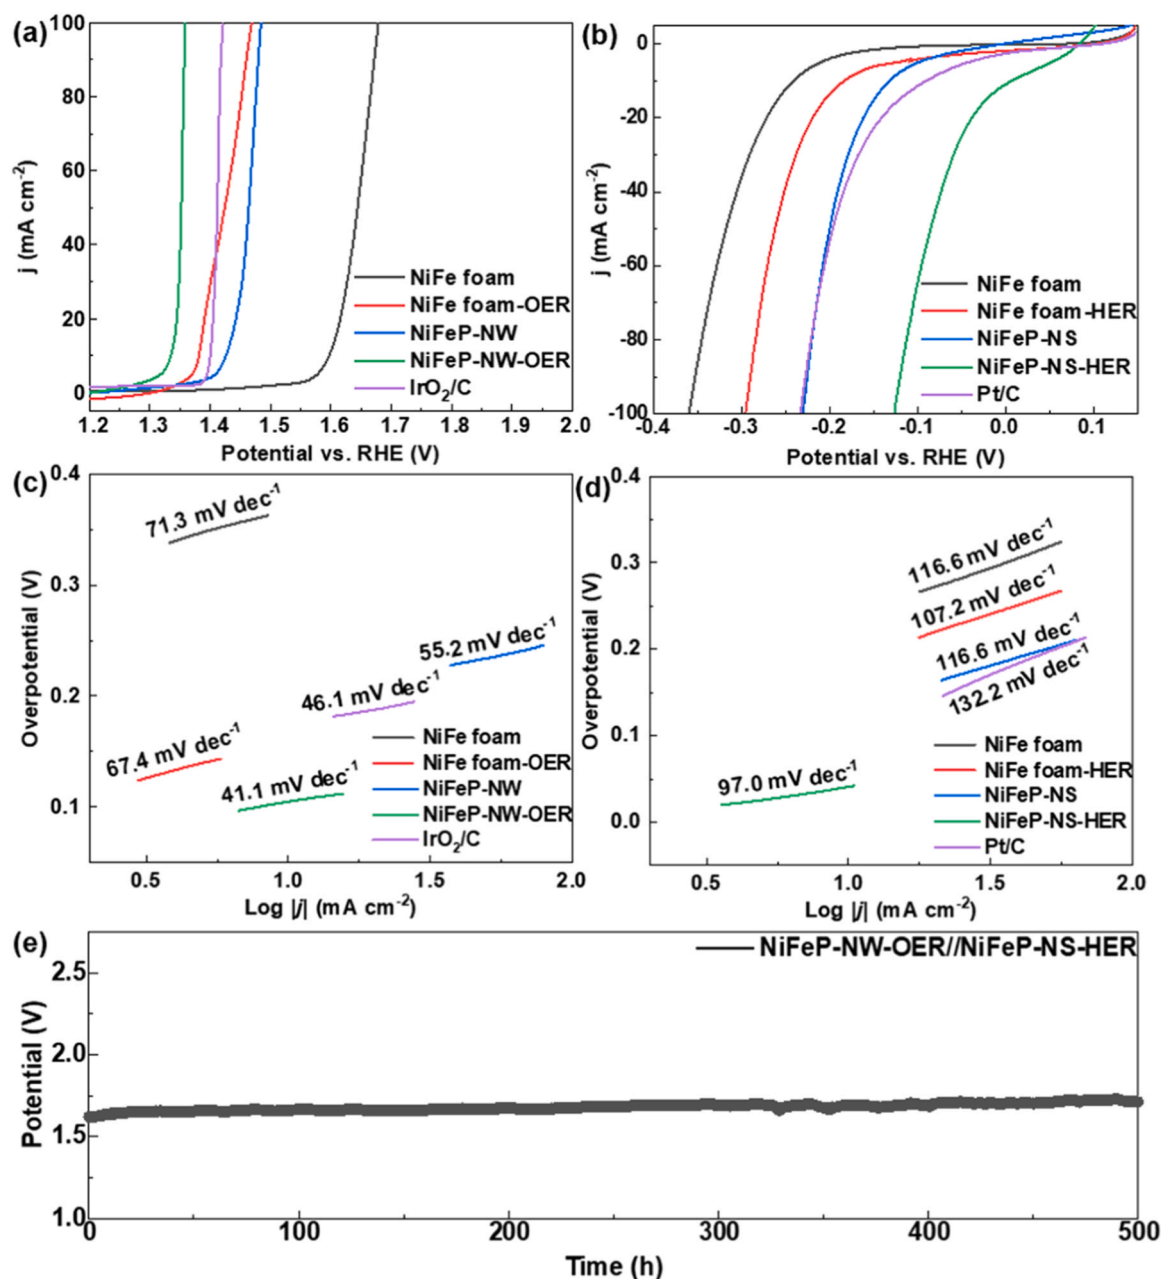 (a)
100
80
60
40
20
0
j (mA cm⁻²)
NiFe foam
NiFe foam-OER
NiFeP-NW
NiFeP-NW-OER
IrO₂/C
1.2 1.3 1.4 1.5 1.6 1.7 1.8 1.9 2.0
Potential vs. RHE (V)
(b)
0
-20
-40
-60
-80
-100
j (mA cm⁻²)
NiFe foam
NiFe foam-HER
NiFeP-NS
NiFeP-NS-HER
Pt/C
-0.4 -0.3 -0.2 -0.1 0.0 0.1
Potential vs. RHE (V)
(c)
0.4
0.3
0.2
0.1
Overpotential (V)
71.3 mV dec⁻¹
55.2 mV dec⁻¹
46.1 mV dec⁻¹
67.4 mV dec⁻¹
41.1 mV dec⁻¹
NiFe foam
NiFe foam-OER
NiFeP-NW
NiFeP-NW-OER
IrO₂/C
0.5 1.0 1.5 2.0
Log |j| (mA cm⁻²)
(d)
0.4
0.3
0.2
0.1
0.0
Overpotential (V)
116.6 mV dec⁻¹
107.2 mV dec⁻¹
116.6 mV dec⁻¹
132.2 mV dec⁻¹
97.0 mV dec⁻¹
NiFe foam
NiFe foam-HER
NiFeP-NS
NiFeP-NS-HER
Pt/C
0.5 1.0 1.5 2.0
Log |j| (mA cm⁻²)
(e)
NiFeP-NW-OER//NiFeP-NS-HER
2.5
2.0
1.5
1.0
Potential (V)
0 100 200 300 400 500
Time (h)